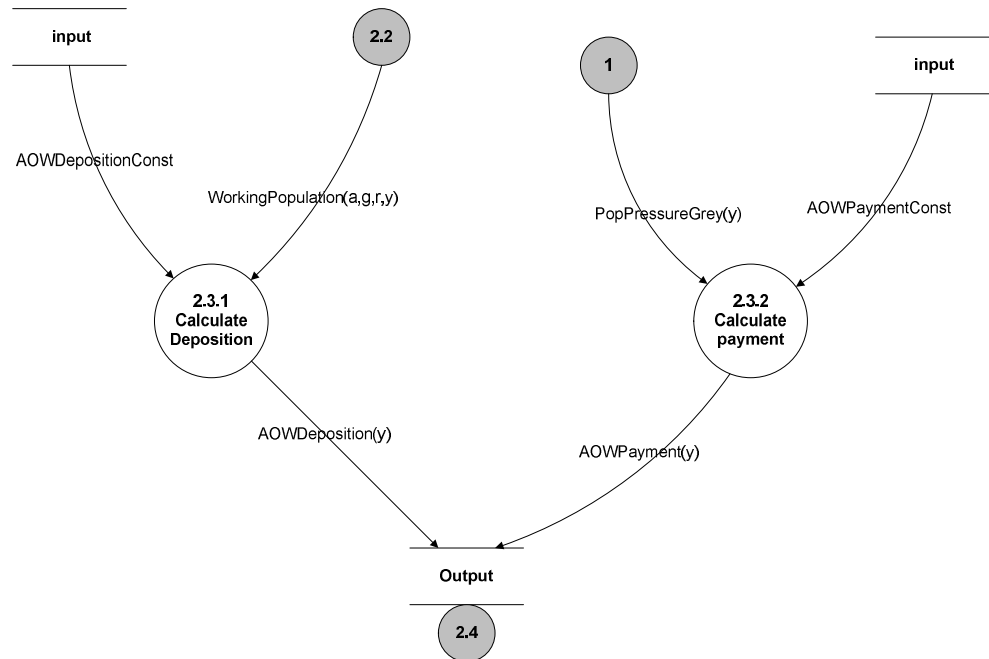 input
2.2
1
input
AOWDepositionConst
WorkingPopulation(a,g,r,y)
PopPressureGrey(y)
AOWPaymentConst
2.3.1
Calculate
Deposition
2.3.2
Calculate
payment
AOWDeposition(y)
AOWPayment(y)
Output
2.4